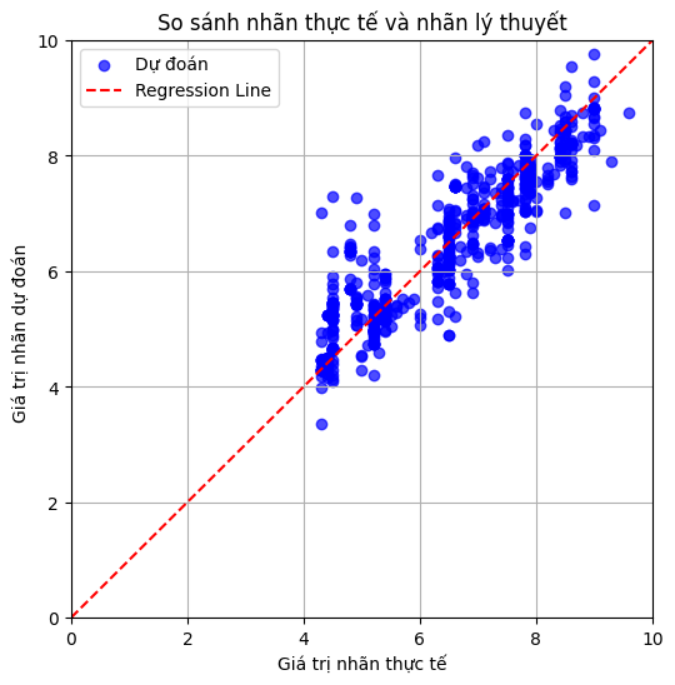 So sánh nhãn thực tế và nhãn lý thuyết
Dự đoán
Regression Line
Giá trị nhãn dự đoán
10
8
6
4
2
0
0 2 4 6 8 10
Giá trị nhãn thực tế